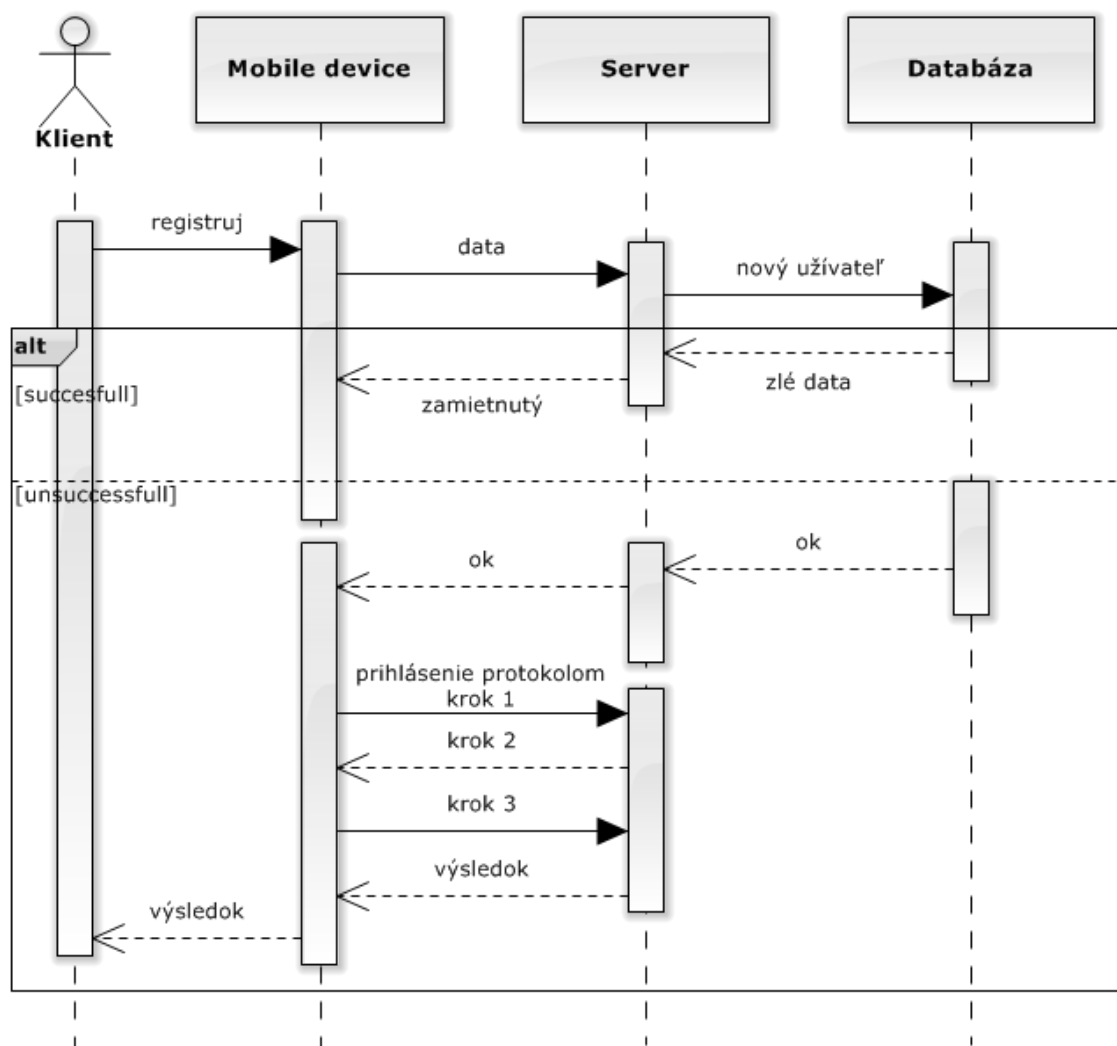 Klient
Mobile device
Server
Databáza
registruj
data
nový užívateľ
alt
zlé data
[succesfull]
zamietnutý
[unsuccessfull]
ok
ok
prihlásenie protokolom
krok 1
krok 2
krok 3
výsledok
výsledok